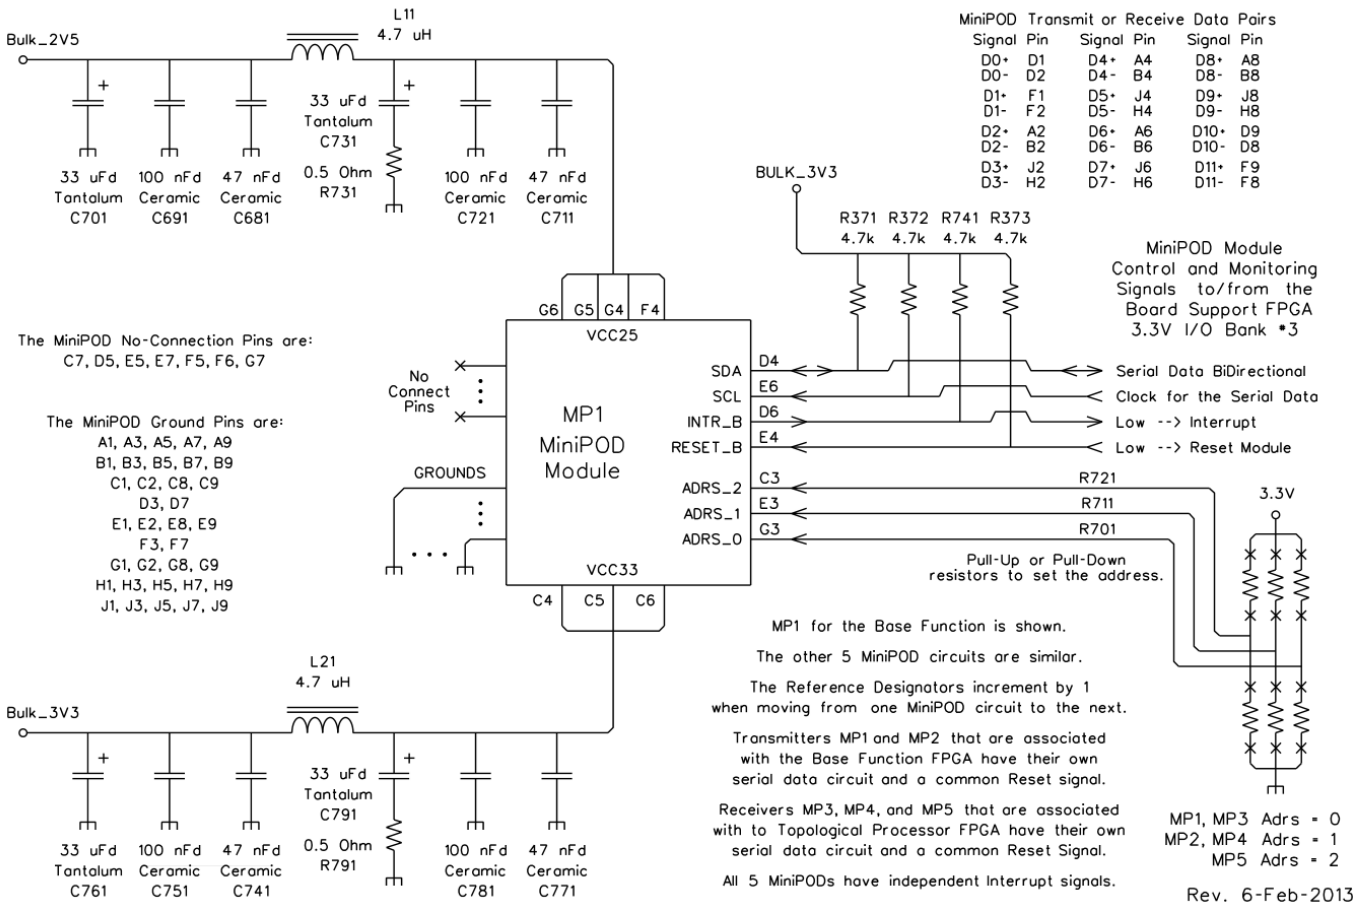 L11
4.7 uH
Bulk_2V5
+
+
33 uFd
Tantalum
C731
0.5 Ohm
R731
33 uFd 100 nFd 47 nFd
Tantalum Ceramic Ceramic
C701 C691 C681
100 nFd 47 nFd
Ceramic Ceramic
C721 C711
MiniPOD Transmit or Receive Data Pairs
Signal Pin Signal Pin Signal Pin
D0+ D1 D4+ A4 D8+ A8
D0- D2 D4- B4 D8- B8
D1+ F1 D5+ J4 D9+ J8
D1- F2 D5- H4 D9- H8
D2+ A2 D6+ A6 D10+ D9
D2- B2 D6- B6 D10- D8
D3+ J2 D7+ J6 D11+ F9
D3- H2 D7- H6 D11- F8
BULK_3V3
R371 R372 R741 R373
4.7k 4.7k 4.7k 4.7k
MiniPOD Module
Control and Monitoring
Signals to/from the
Board Support FPGA
3.3V I/O Bank #3
The MiniPOD No-Connection Pins are:
C7, D5, E5, E7, F5, F6, G7
The MiniPOD Ground Pins are:
A1, A3, A5, A7, A9
B1, B3, B5, B7, B9
C1, C2, C8, C9
D3, D7
E1, E2, E8, E9
F3, F7
G1, G2, G8, G9
H1, H3, H5, H7, H9
J1, J3, J5, J7, J9
No
Connect
Pins
GROUNDS
G6 G5 G4 F4
VCC25
MP1
MiniPOD
Module
VCC33
C4 C5 C6
SDA D4 Serial Data BiDirectional
SCL E6 Clock for the Serial Data
INTR_B D6 Low --> Interrupt
RESET_B E4 Low --> Reset Module
ADRS_2 C3 R721
ADRS_1 E3 R711
ADRS_0 G3 R701
3.3V
Pull-Up or Pull-Down
resistors to set the address.
MP1 for the Base Function is shown.
The other 5 MiniPOD circuits are similar.
The Reference Designators increment by 1
when moving from one MiniPOD circuit to the next.
Transmitters MP1 and MP2 that are associated
with the Base Function FPGA have their own
serial data circuit and a common Reset signal.
Receivers MP3, MP4, and MP5 that are associated
with to Topological Processor FPGA have their own
serial data circuit and a common Reset Signal.
All 5 MiniPODs have independent Interrupt signals.
L21
4.7 uH
Bulk_3V3
+
+
33 uFd
Tantalum
C791
0.5 Ohm
R791
33 uFd 100 nFd 47 nFd
Tantalum Ceramic Ceramic
C761 C751 C741
100 nFd 47 nFd
Ceramic Ceramic
C781 C771
MP1, MP3 Adrs = 0
MP2, MP4 Adrs = 1
MP5 Adrs = 2
Rev. 6-Feb-2013